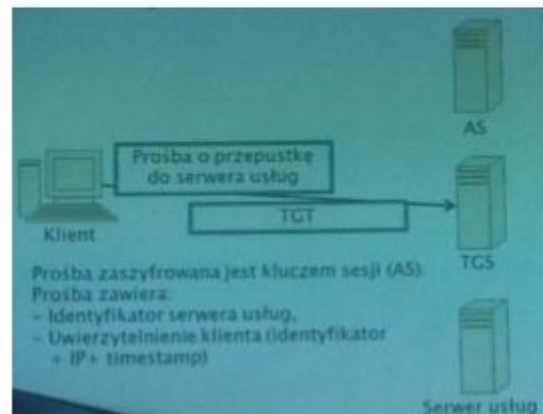 AS
Prośba o przepustkę
do serwera usług
TGT
Klient
TGS
Prośba zaszyfrowana jest kluczem sesji (AS).
Prośba zawiera:
– Identyfikator serwera usług,
– Uwierzytelnienie klienta (identyfikator
+ IP+ timestamp)
Serwer usług